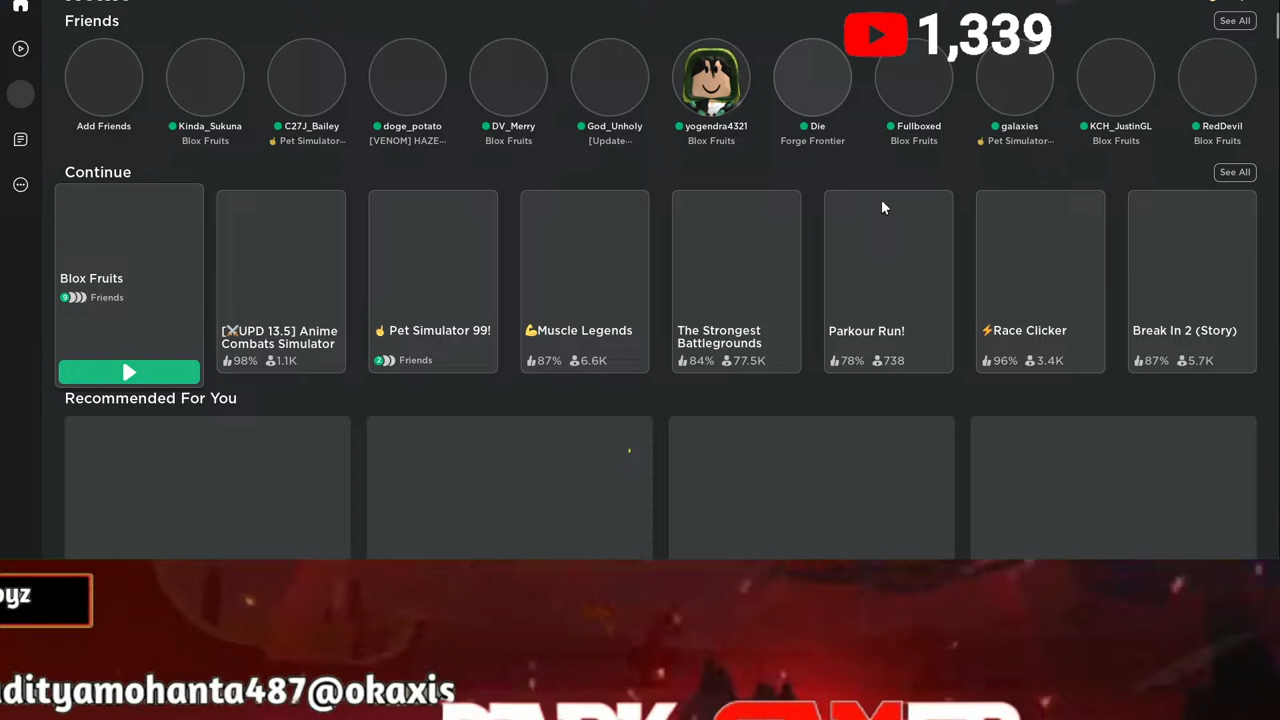 1,339
Friends
See All
Add Friends
Kinda_Sukuna
Blox Fruits
C27J_Bailey
☝ Pet Simulator···
doge_potato
[VENOM] HAZE···
DV_Merry
Blox Fruits
God_Unholy
[Update···
yogendra4321
Blox Fruits
Die
Forge Frontier
Fullboxed
Blox Fruits
galaxies
☝ Pet Simulator···
KCH_JustinGL
Blox Fruits
RedDevil
Blox Fruits
Continue
See All
Blox Fruits
9 Friends
[⚔UPD 13.5] Anime
Combats Simulator
98% 1.1K
☝ Pet Simulator 99!
2 Friends
💪Muscle Legends
87% 6.6K
The Strongest
Battlegrounds
84% 77.5K
Parkour Run!
78% 738
⚡Race Clicker
96% 3.4K
Break In 2 (Story)
87% 5.7K
Recommended For You
oyz
adityamohanta487@okaxis